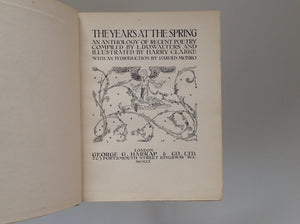 THE YEARS AT THE SPRING
AN ANTHOLOGY OF RECENT POETRY
COMPILED BY L. D'O. WALTERS AND
ILLUSTRATED BY HARRY CLARKE
WITH AN INTRODUCTION BY HAROLD MONRO
LONDON
GEORGE G. HARRAP & CO. LTD.
2 & 3 PORTSMOUTH STREET KINGSWAY W.C.
MCMXX